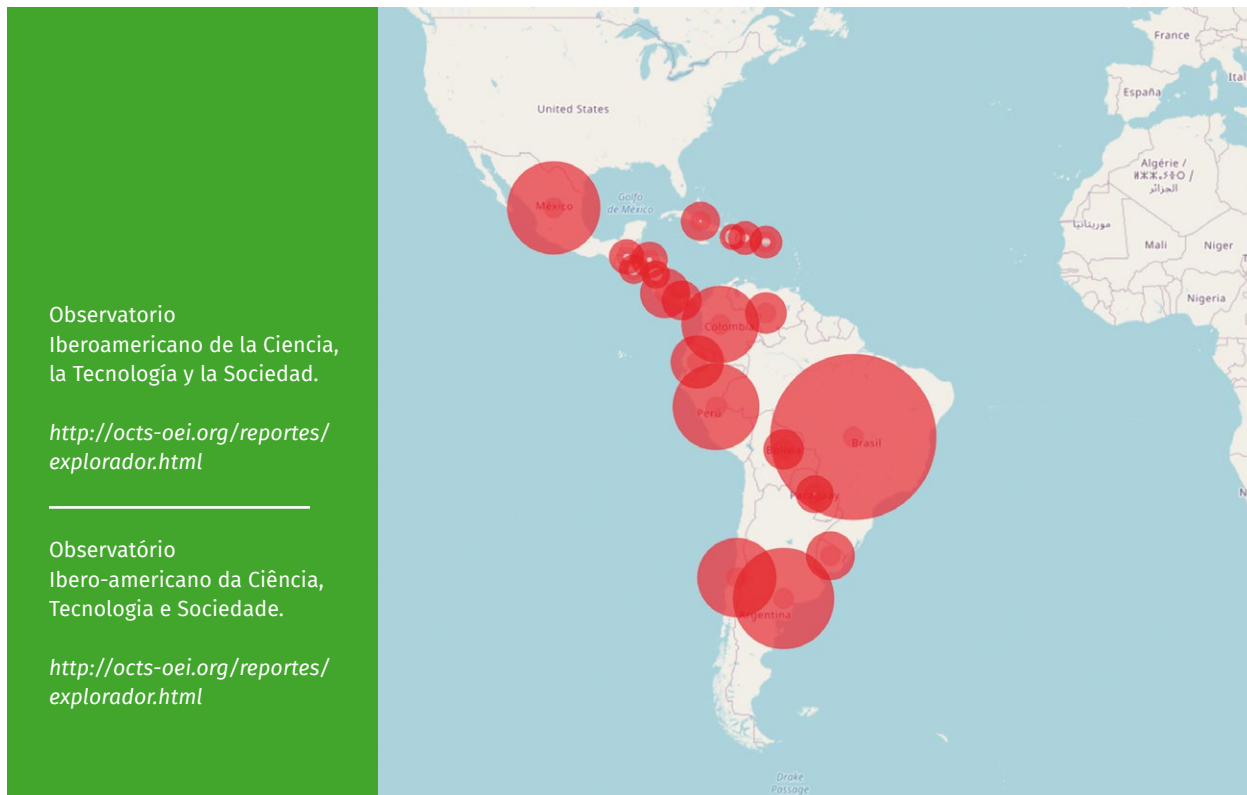 Observatorio
Iberoamericano de la Ciencia,
la Tecnología y la Sociedad.
http://octs-oei.org/reportes/
explorador.html
Observatório
Ibero-americano da Ciência,
Tecnologia e Sociedade.
http://octs-oei.org/reportes/
explorador.html
France
Ital
España
United States
Algérie /
ⵍⵣⵣⴰⵢⴻⵔ /
الجزائر
México
Golfo
de México
موريتانيا
Mali
Niger
Nigeria
Colombia
Perú
Brasil
Bolivia
Paraguay
N
Argentina
Drake
Passage